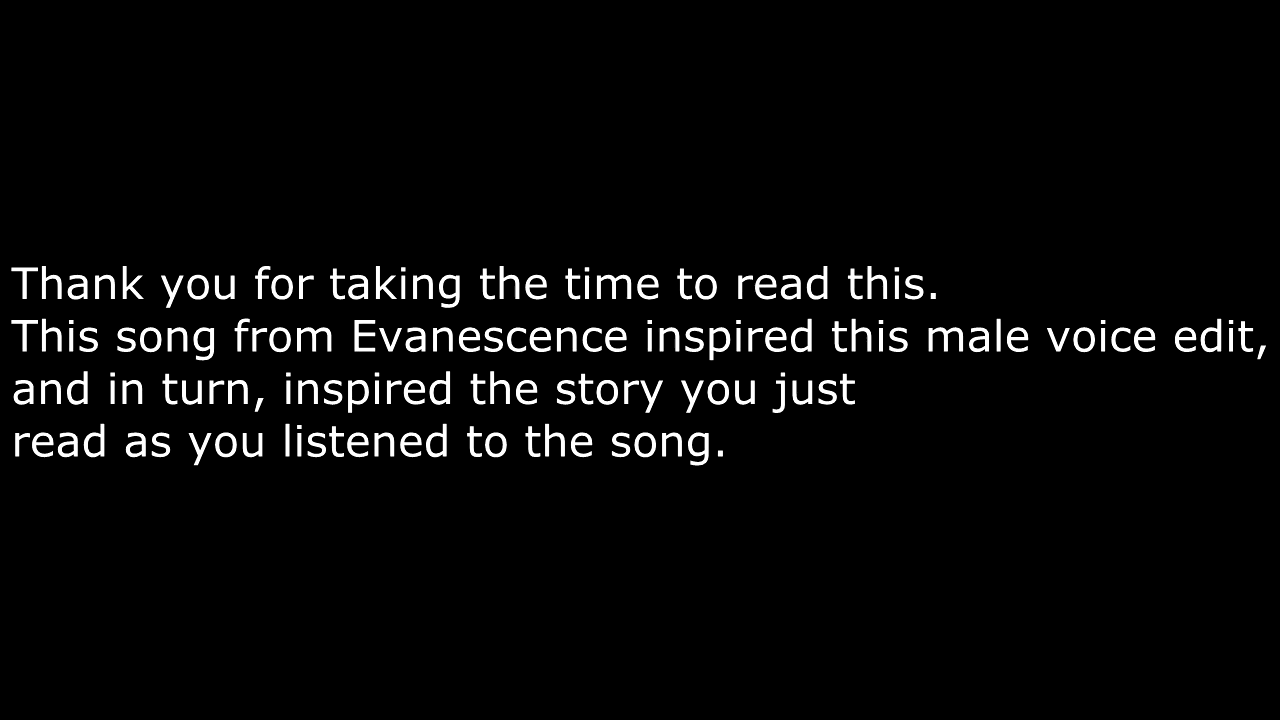 Thank you for taking the time to read this.
This song from Evanescence inspired this male voice edit,
and in turn, inspired the story you just
read as you listened to the song.